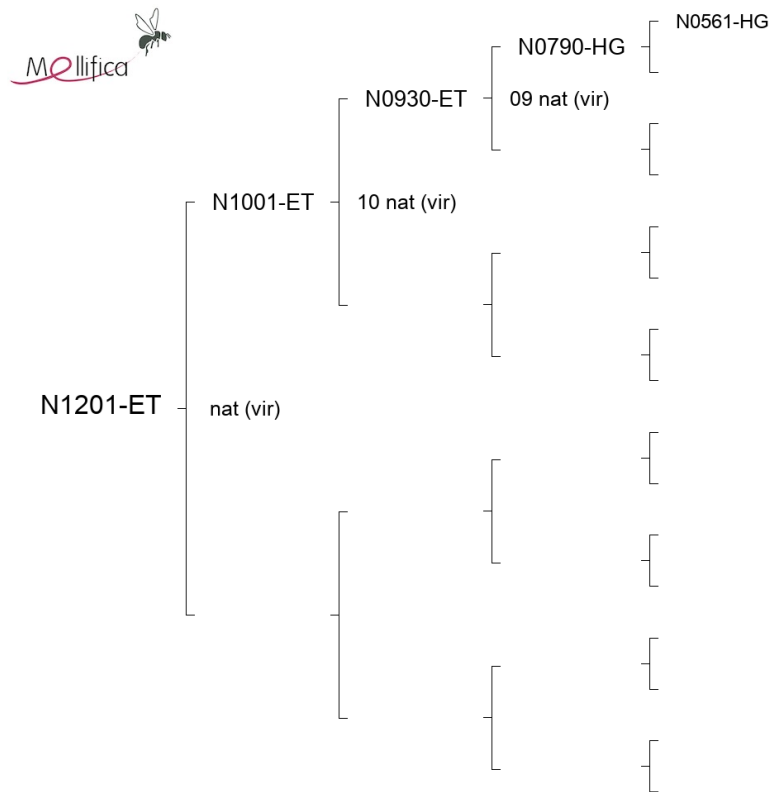 Mellifica
N0561-HG
N0790-HG
N0930-ET
09 nat (vir)
N1001-ET
10 nat (vir)
N1201-ET
nat (vir)